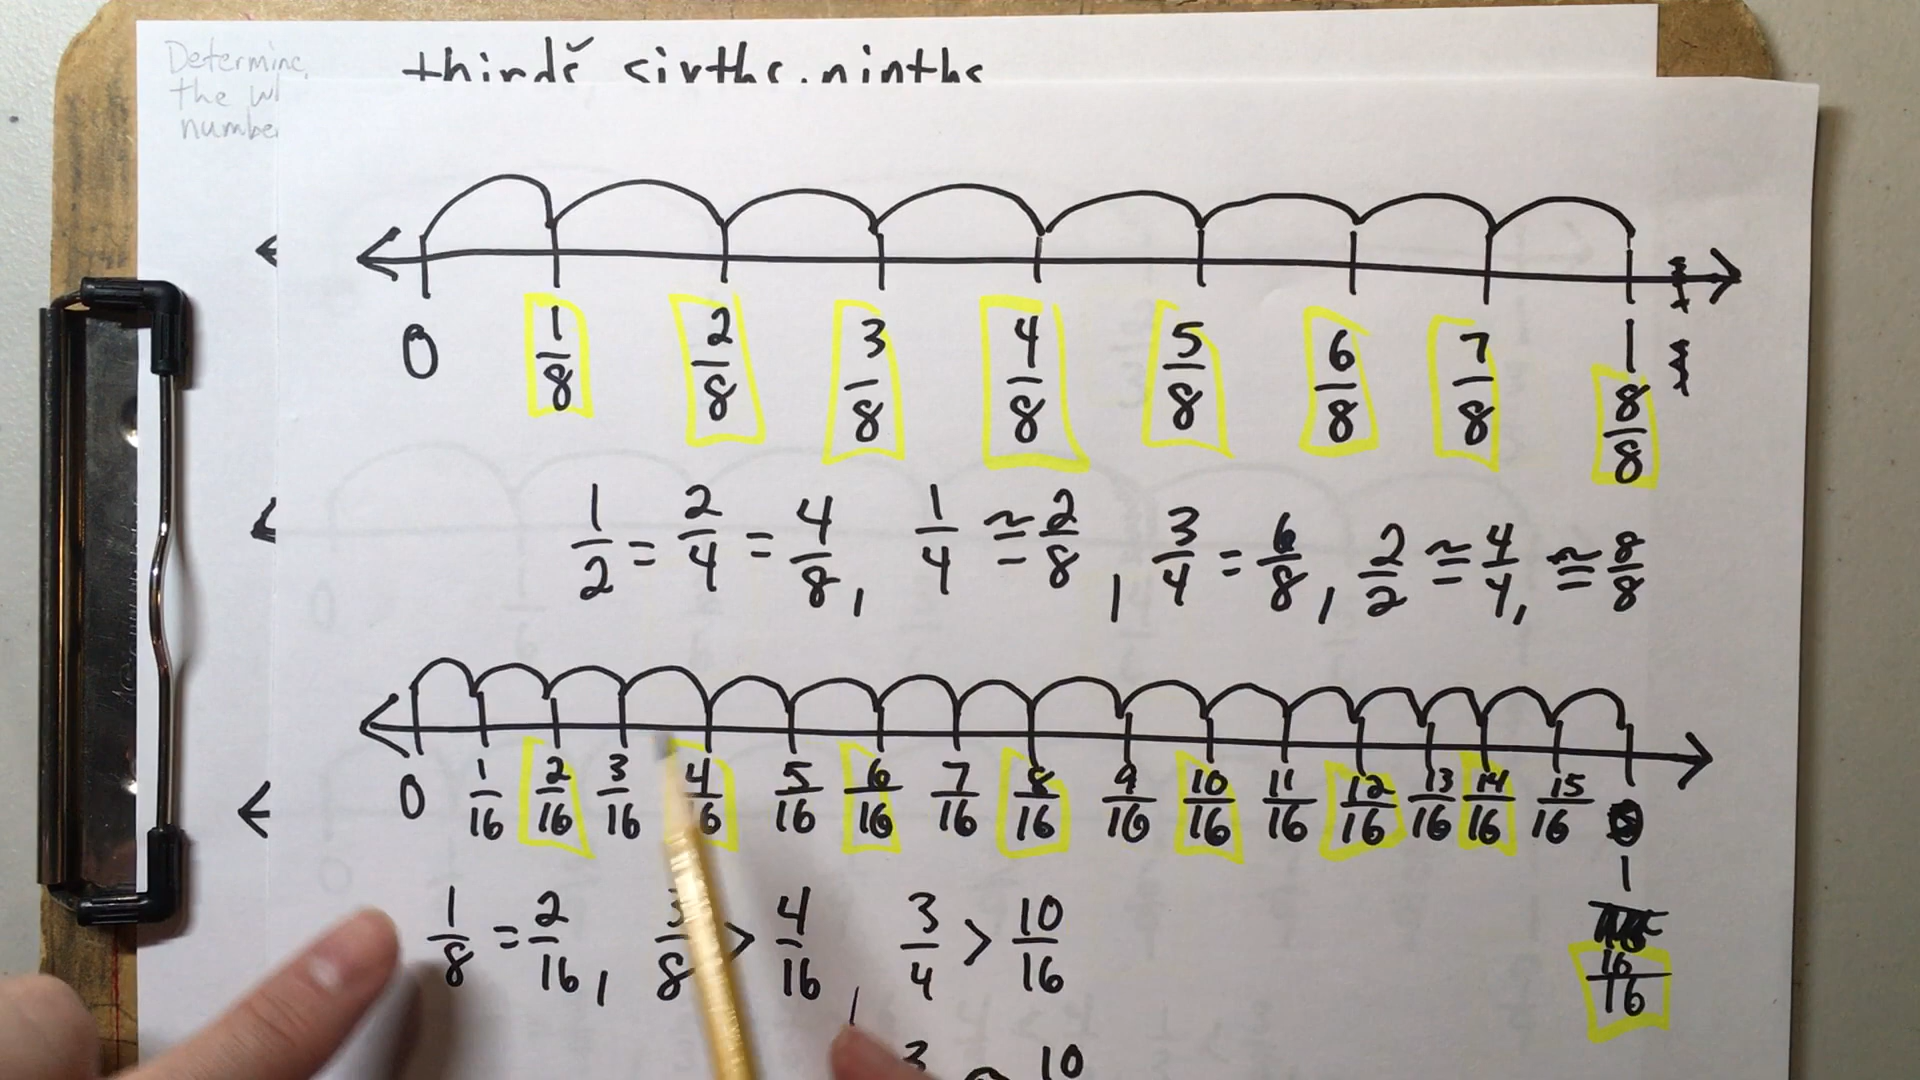 Determine
the
number
thirds sixths, ninths
0 1/8 2/8 3/8 4/8 5/8 6/8 7/8 1 8/8
1/2 = 2/4 = 4/8, 1/4 ≅ 2/8, 3/4 = 6/8, 2/2 ≅ 4/4, ≅ 8/8
0 1/16 2/16 3/16 4/16 5/16 6/16 7/16 8/16 9/16 10/16 11/16 12/16 13/16 14/16 15/16 1 16/16
1/8 = 2/16, 3/8 > 4/16, 3/4 > 10/16
3 10